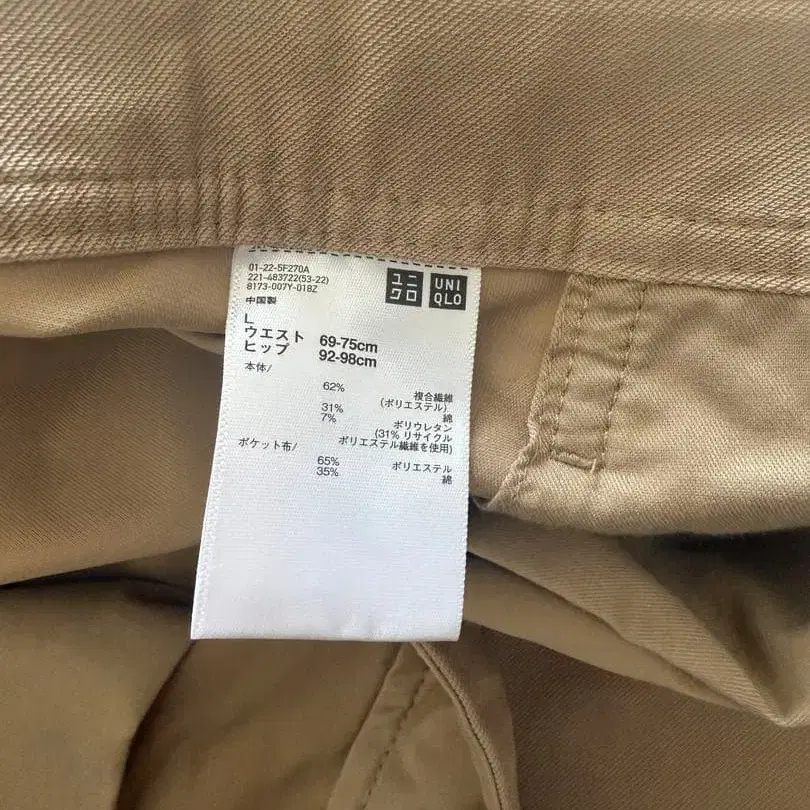 01-22-5F270A
221-483722(53-22)
8173-007Y-018Z
中国製
ユニ
クロ
UNI
QLO
L
ウエスト 69-75cm
ヒップ 92-98cm
本体/
62% 複合繊維
(ポリエステル)
31% 綿
7% ポリウレタン
(31% リサイクル
ポリエステル繊維を使用)
ポケット布/
65% ポリエステル
35% 綿